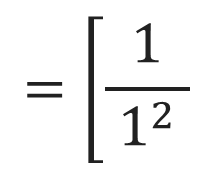 = [ 1/1²